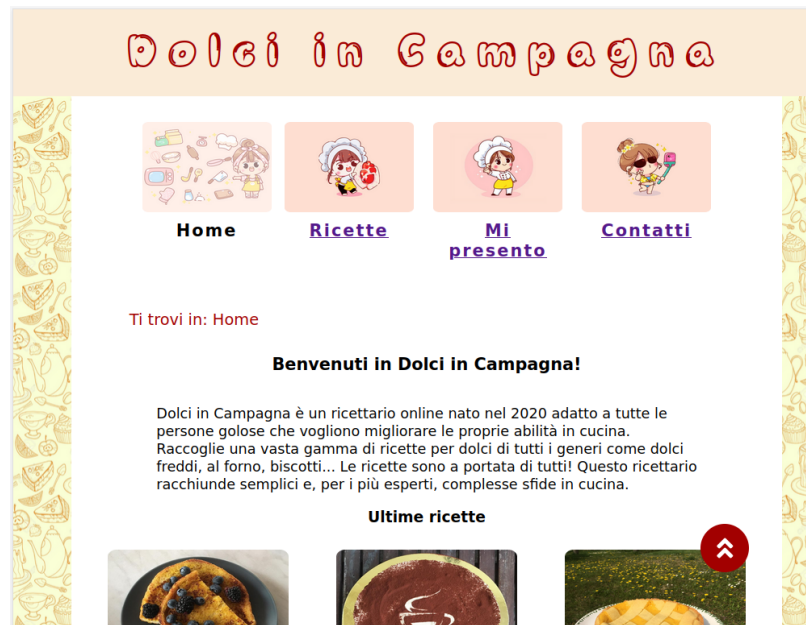 Dolci in Campagna
Home
Ricette
Mi
presento
Contatti
Ti trovi in: Home
Benvenuti in Dolci in Campagna!
Dolci in Campagna è un ricettario online nato nel 2020 adatto a tutte le
persone golose che vogliono migliorare le proprie abilità in cucina.
Raccoglie una vasta gamma di ricette per dolci di tutti i generi come dolci
freddi, al forno, biscotti... Le ricette sono a portata di tutti! Questo ricettario
racchiunde semplici e, per i più esperti, complesse sfide in cucina.
Ultime ricette